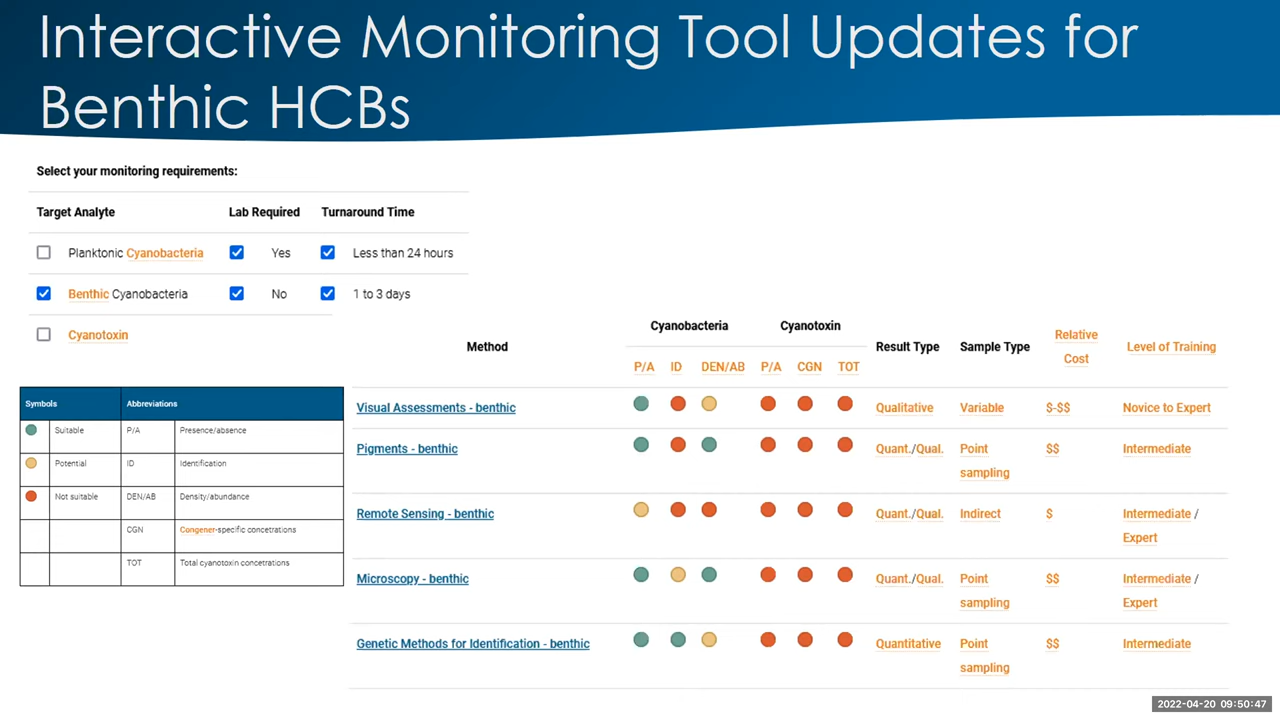 Interactive Monitoring Tool Updates for
Benthic HCBs
Select your monitoring requirements:
Target Analyte Lab Required Turnaround Time
Planktonic Cyanobacteria Yes Less than 24 hours
Benthic Cyanobacteria No 1 to 3 days
Cyanotoxin
Symbols Abbreviations
Suitable P/A Presence/absence
Potential ID Identification
Not suitable DEN/AB Density/abundance
CGN Congener-specific concetrations
TOT Total cyanotoxin concetrations
Method Cyanobacteria Cyanotoxin Result Type Sample Type Relative
Cost Level of Training
P/A ID DEN/AB P/A CGN TOT
Visual Assessments - benthic Qualitative Variable $-$$ Novice to Expert
Pigments - benthic Quant./Qual. Point
sampling $$ Intermediate
Remote Sensing - benthic Quant./Qual. Indirect $ Intermediate /
Expert
Microscopy - benthic Quant./Qual. Point
sampling $$ Intermediate /
Expert
Genetic Methods for Identification - benthic Quantitative Point
sampling $$ Intermediate
2022-04-20 09:50:47